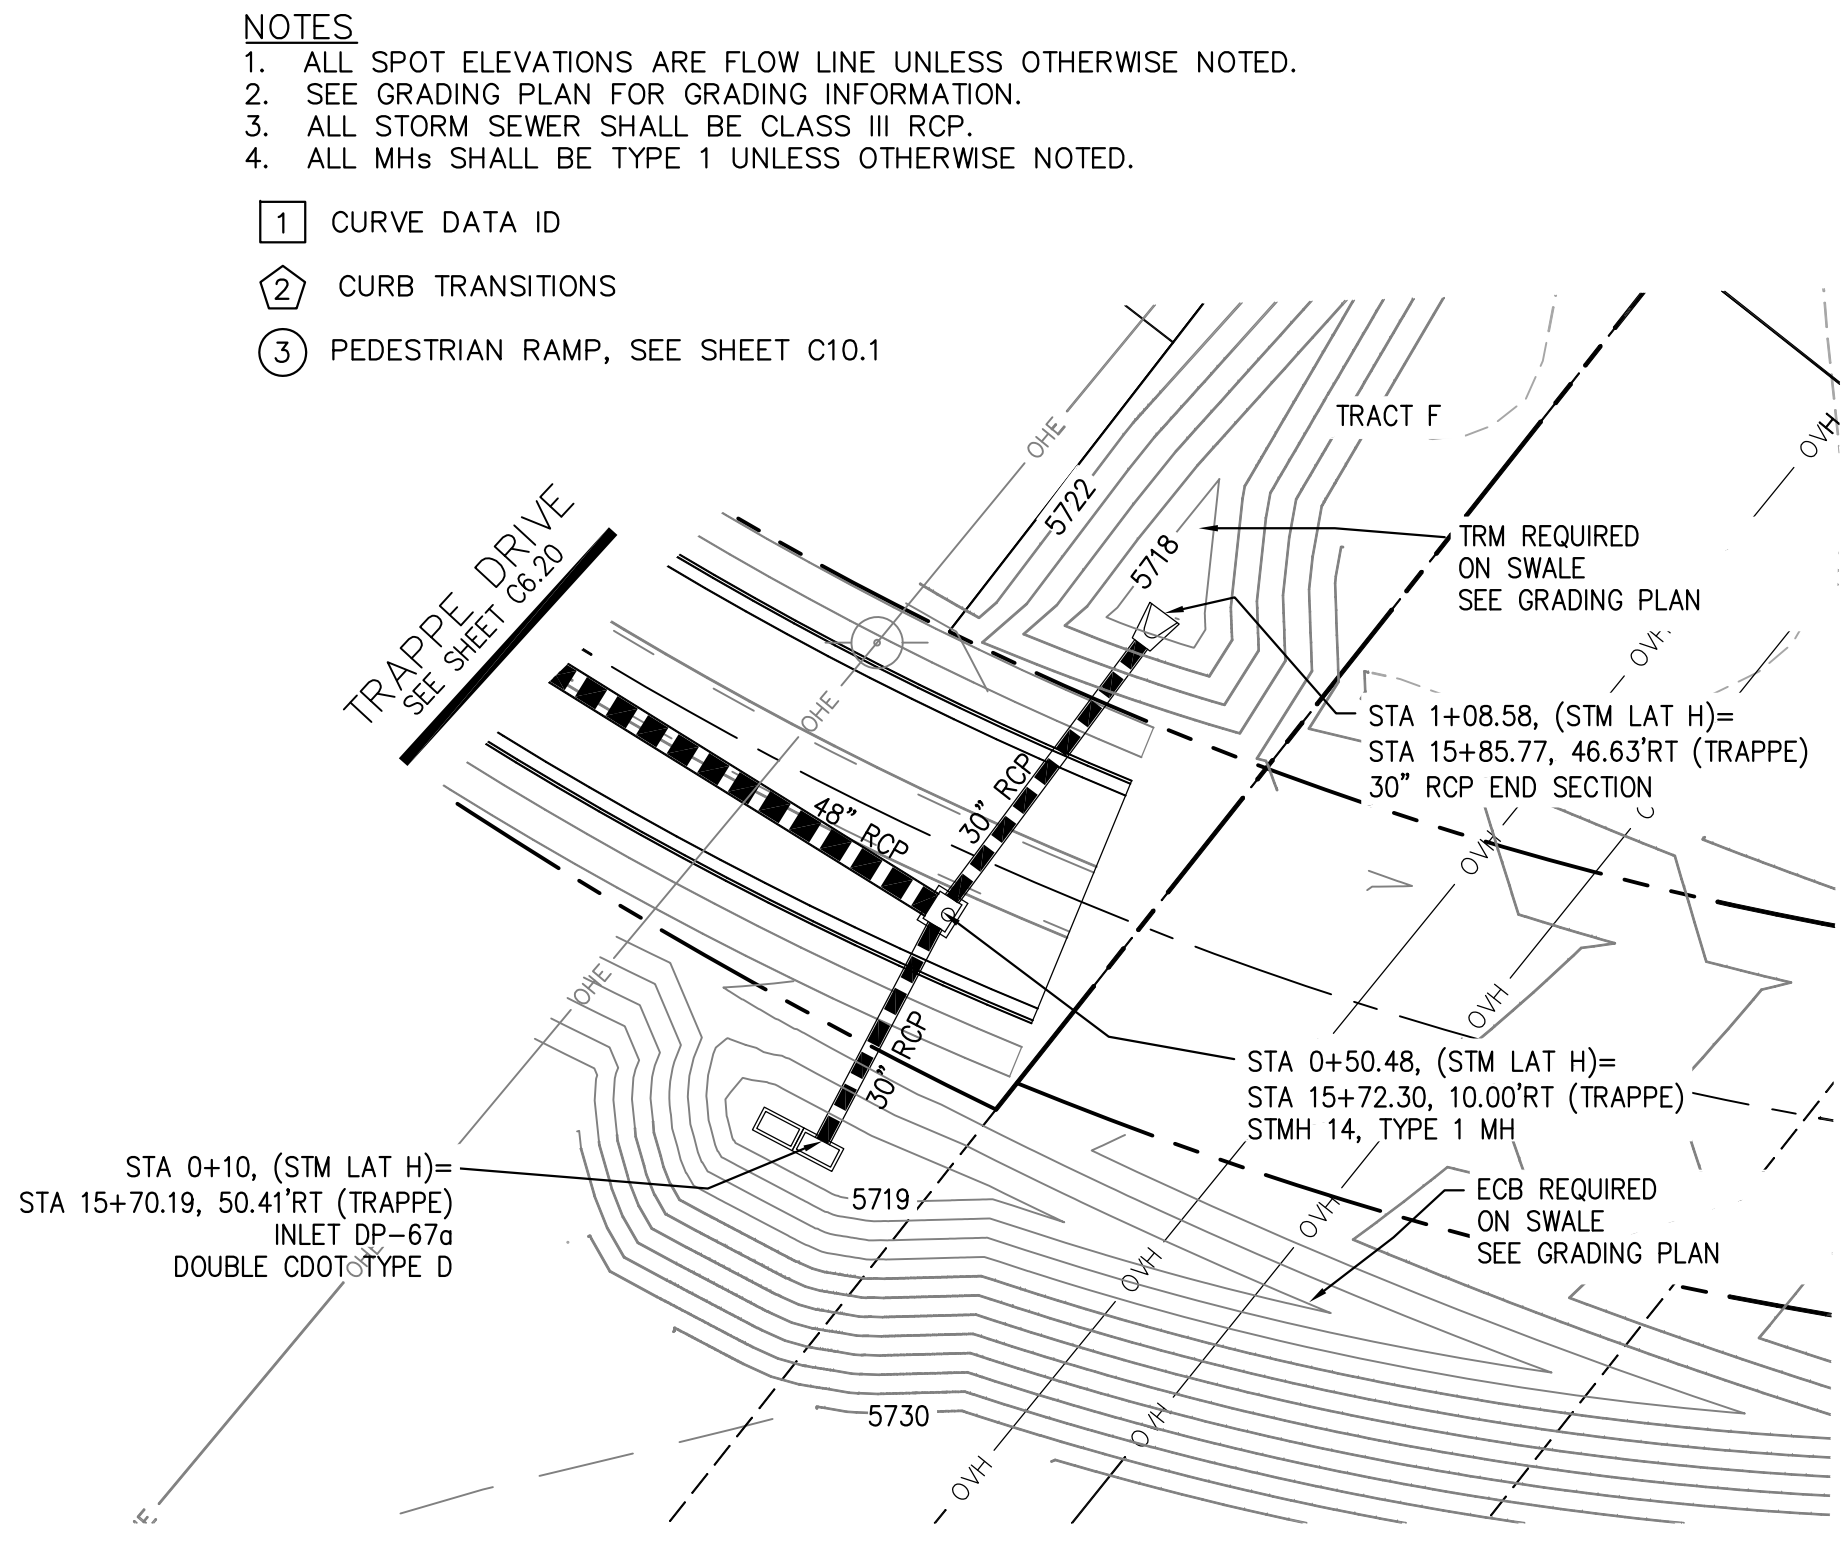 NOTES
1. ALL SPOT ELEVATIONS ARE FLOW LINE UNLESS OTHERWISE NOTED.
2. SEE GRADING PLAN FOR GRADING INFORMATION.
3. ALL STORM SEWER SHALL BE CLASS III RCP.
4. ALL MHs SHALL BE TYPE 1 UNLESS OTHERWISE NOTED.
1 CURVE DATA ID
2 CURB TRANSITIONS
3 PEDESTRIAN RAMP, SEE SHEET C10.1
TRACT F
OHE
OVH
5722
TRAPPE DRIVE
SEE SHEET C6.20
5718
TRM REQUIRED
ON SWALE
SEE GRADING PLAN
OVH
OHE
STA 1+08.58, (STM LAT H)=
STA 15+85.77, 46.63'RT (TRAPPE)
30" RCP END SECTION
30" RCP
48" RCP
OVH
OHE
OVH
30" RCP
STA 0+50.48, (STM LAT H)=
STA 15+72.30, 10.00'RT (TRAPPE)
STMH 14, TYPE 1 MH
STA 0+10, (STM LAT H)=
STA 15+70.19, 50.41'RT (TRAPPE)
INLET DP-67a
DOUBLE CDOT TYPE D
OHE
5719
ECB REQUIRED
ON SWALE
SEE GRADING PLAN
OVH
OVH
5730
OVH
OVH